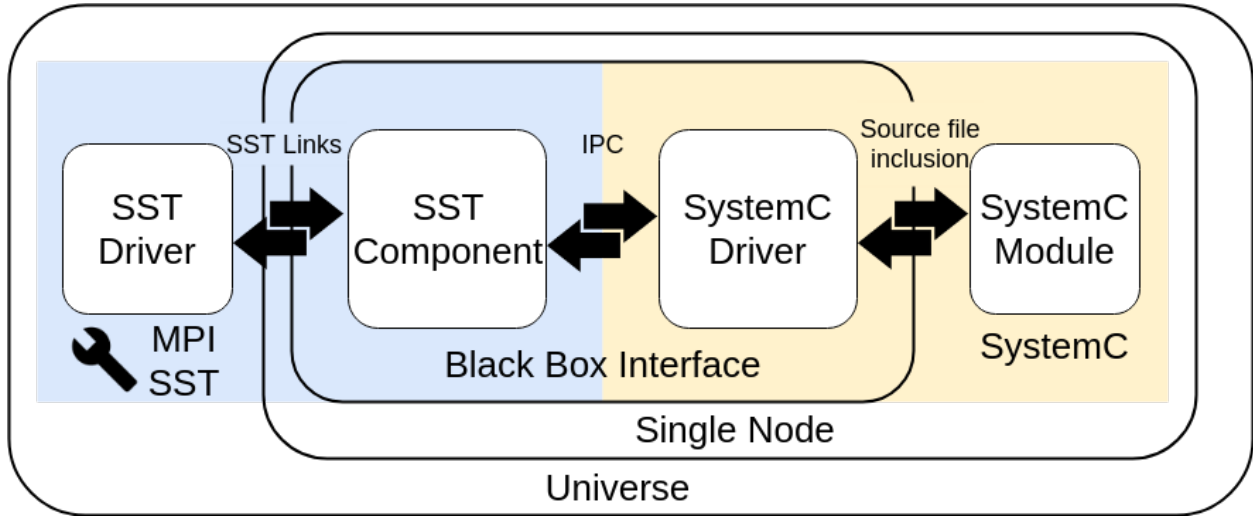 SST Links
IPC
Source file
inclusion
SST
Driver
SST
Component
SystemC
Driver
SystemC
Module
MPI
SST
Black Box Interface
SystemC
Single Node
Universe